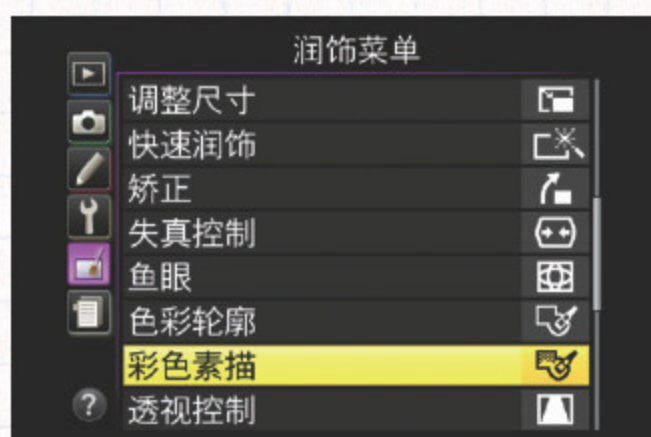 润饰菜单
调整尺寸
快速润饰
矫正
失真控制
鱼眼
色彩轮廓
彩色素描
透视控制
?